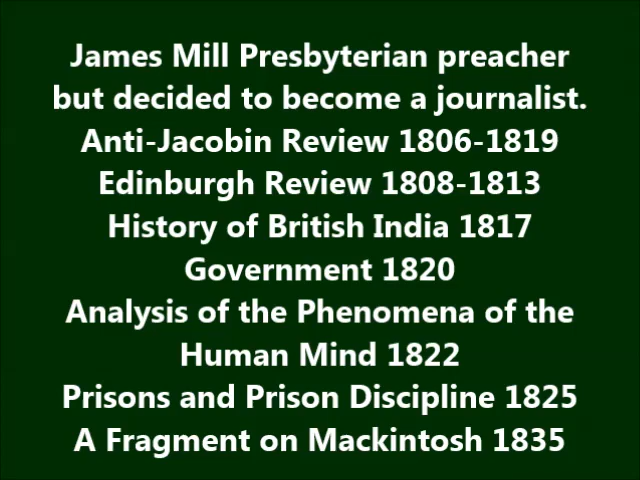 James Mill Presbyterian preacher
but decided to become a journalist.
Anti-Jacobin Review 1806-1819
Edinburgh Review 1808-1813
History of British India 1817
Government 1820
Analysis of the Phenomena of the
Human Mind 1822
Prisons and Prison Discipline 1825
A Fragment on Mackintosh 1835